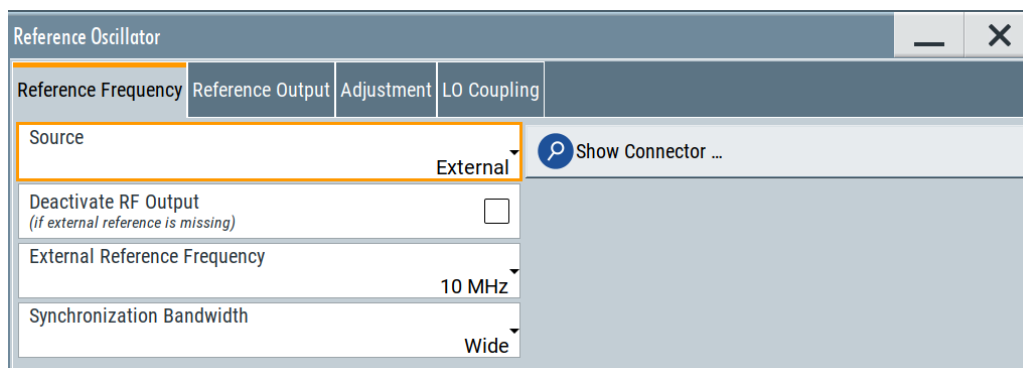 Reference Oscillator
Reference Frequency Reference Output Adjustment LO Coupling
Source
External
Show Connector ...
Deactivate RF Output
(if external reference is missing)
External Reference Frequency
10 MHz
Synchronization Bandwidth
Wide